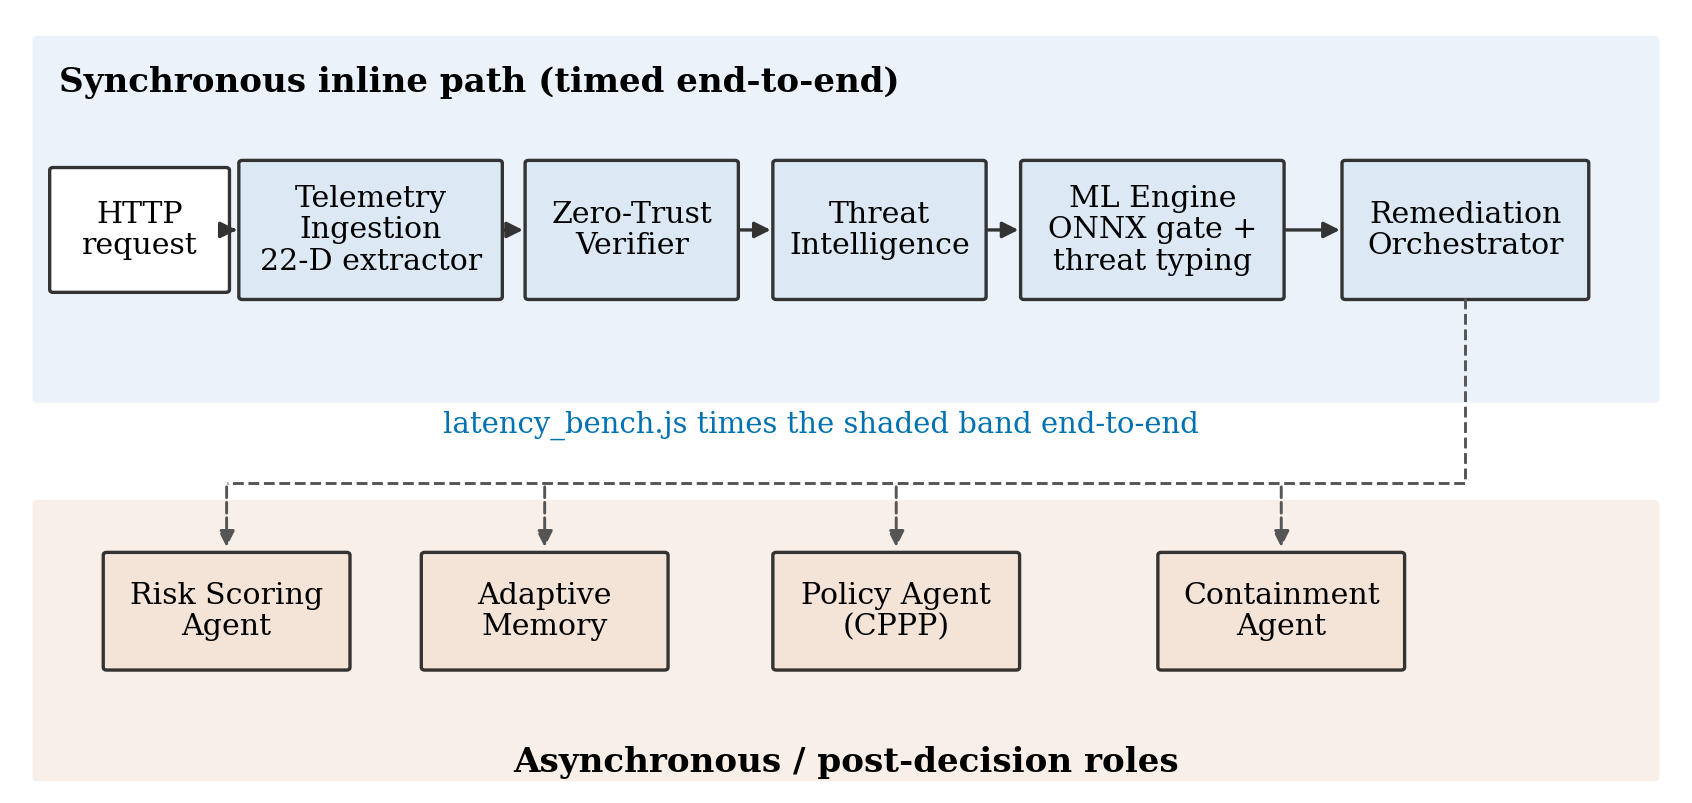 Synchronous inline path (timed end-to-end)
HTTP
request
Telemetry
Ingestion
22-D extractor
Zero-Trust
Verifier
Threat
Intelligence
ML Engine
ONNX gate +
threat typing
Remediation
Orchestrator
latency_bench.js times the shaded band end-to-end
Risk Scoring
Agent
Adaptive
Memory
Policy Agent
(CPPP)
Containment
Agent
Asynchronous / post-decision roles